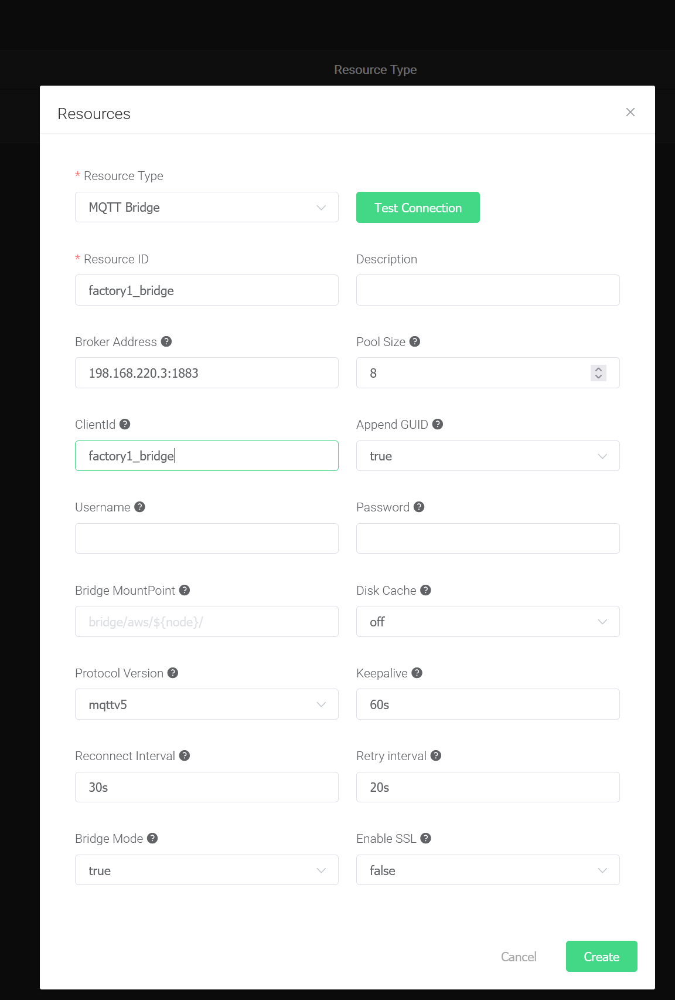 Resource Type
Resources
* Resource Type
MQTT Bridge
Test Connection
* Resource ID
Description
factory1_bridge
Broker Address
Pool Size
198.168.220.3:1883
8
ClientId
Append GUID
factory1_bridge
true
Username
Password
Bridge MountPoint
Disk Cache
bridge/aws/${node}/
off
Protocol Version
Keepalive
mqttv5
60s
Reconnect Interval
Retry interval
30s
20s
Bridge Mode
Enable SSL
true
false
Cancel
Create